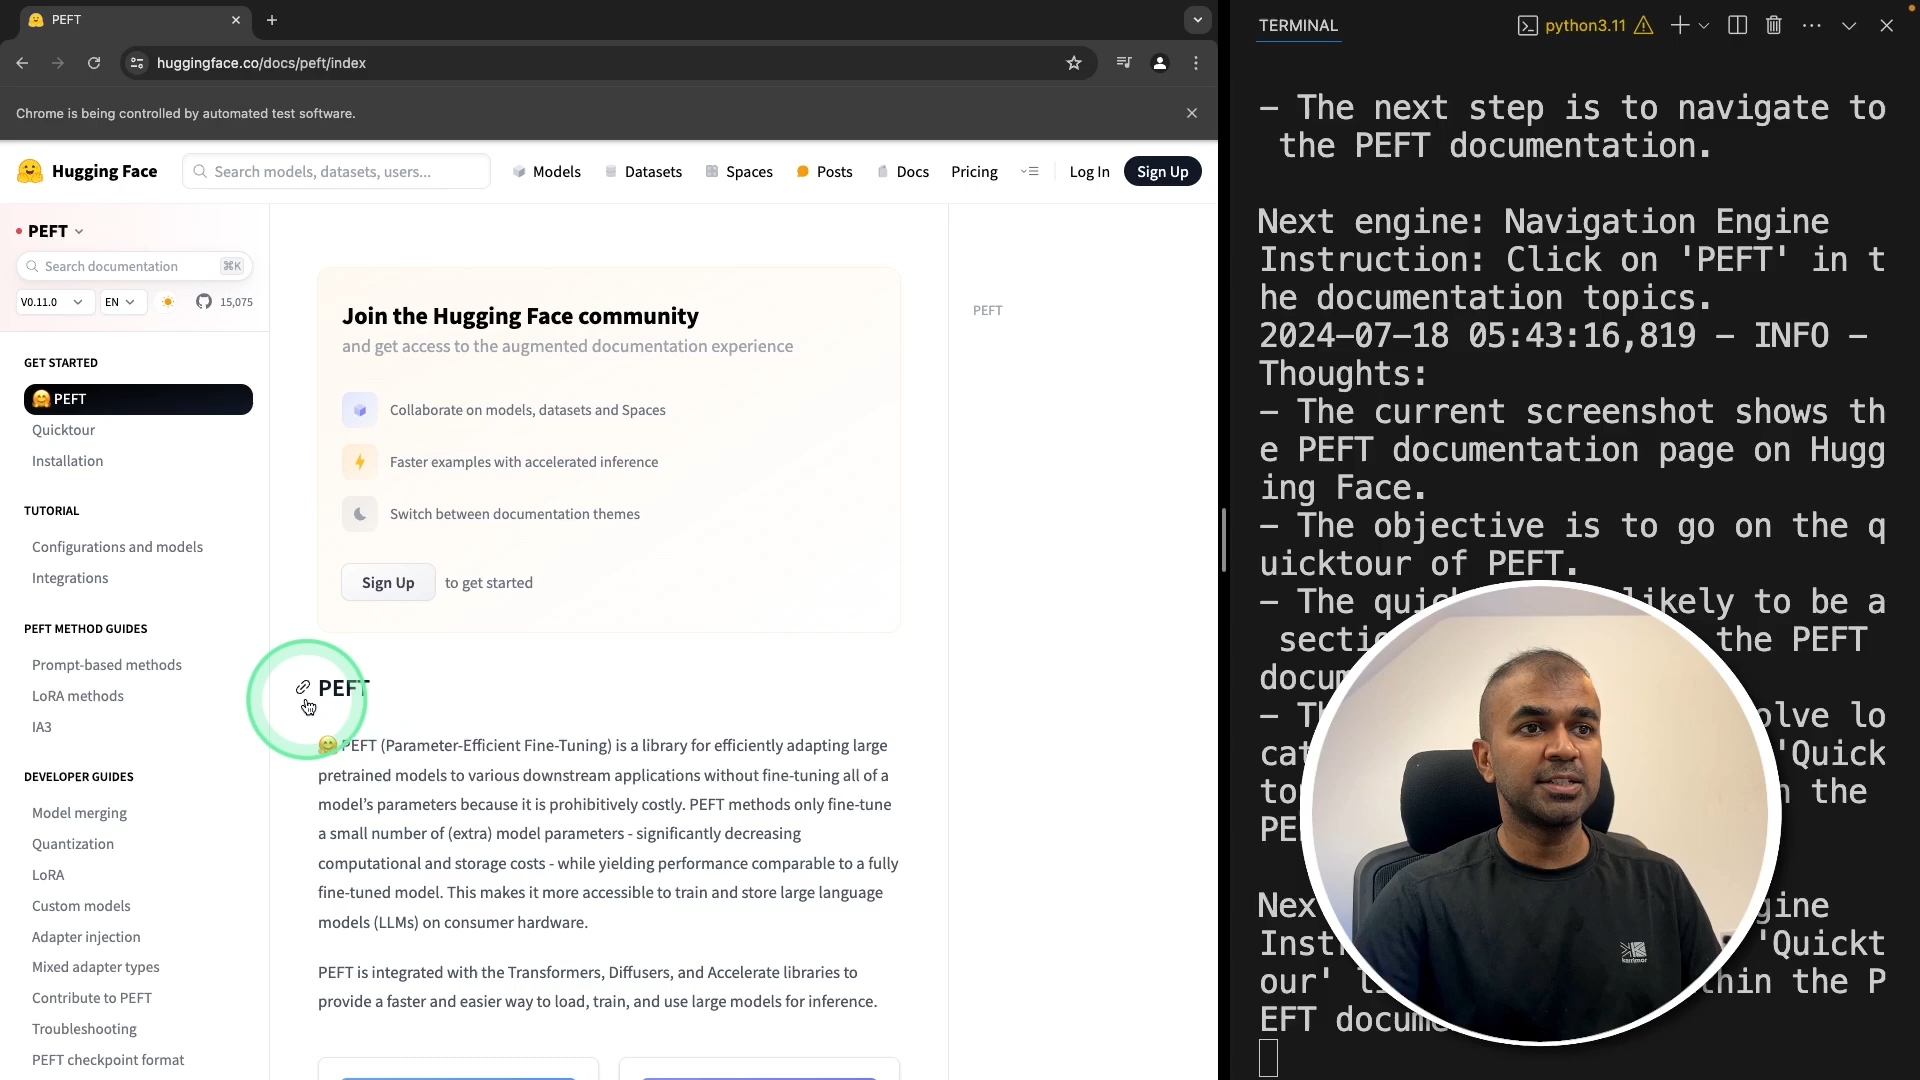 PEFT
huggingface.co/docs/peft/index
Chrome is being controlled by automated test software.
Hugging Face
Search models, datasets, users...
Models
Datasets
Spaces
Posts
Docs
Pricing
Log In
Sign Up
PEFT
Search documentation
⌘K
V0.11.0
EN
15,075
GET STARTED
🤗 PEFT
Quicktour
Installation
TUTORIAL
Configurations and models
Integrations
PEFT METHOD GUIDES
Prompt-based methods
LoRA methods
IA3
DEVELOPER GUIDES
Model merging
Quantization
LoRA
Custom models
Adapter injection
Mixed adapter types
Contribute to PEFT
Troubleshooting
PEFT checkpoint format
Join the Hugging Face community
and get access to the augmented documentation experience
Collaborate on models, datasets and Spaces
Faster examples with accelerated inference
Switch between documentation themes
Sign Up to get started
PEFT
🤗 PEFT (Parameter-Efficient Fine-Tuning) is a library for efficiently adapting large
pretrained models to various downstream applications without fine-tuning all of a
model’s parameters because it is prohibitively costly. PEFT methods only fine-tune
a small number of (extra) model parameters - significantly decreasing
computational and storage costs - while yielding performance comparable to a fully
fine-tuned model. This makes it more accessible to train and store large language
models (LLMs) on consumer hardware.
PEFT is integrated with the Transformers, Diffusers, and Accelerate libraries to
provide a faster and easier way to load, train, and use large models for inference.
PEFT
TERMINAL
python3.11
- The next step is to navigate to
the PEFT documentation.
Next engine: Navigation Engine
Instruction: Click on 'PEFT' in t
he documentation topics.
2024-07-18 05:43:16,819 - INFO -
Thoughts:
- The current screenshot shows th
e PEFT documentation page on Hugg
ing Face.
- The objective is to go on the q
uicktour of PEFT.
- The likely to be a
the PEFT
lo
'Quick
the
'Quickt
our' the P
EFT
karrimor